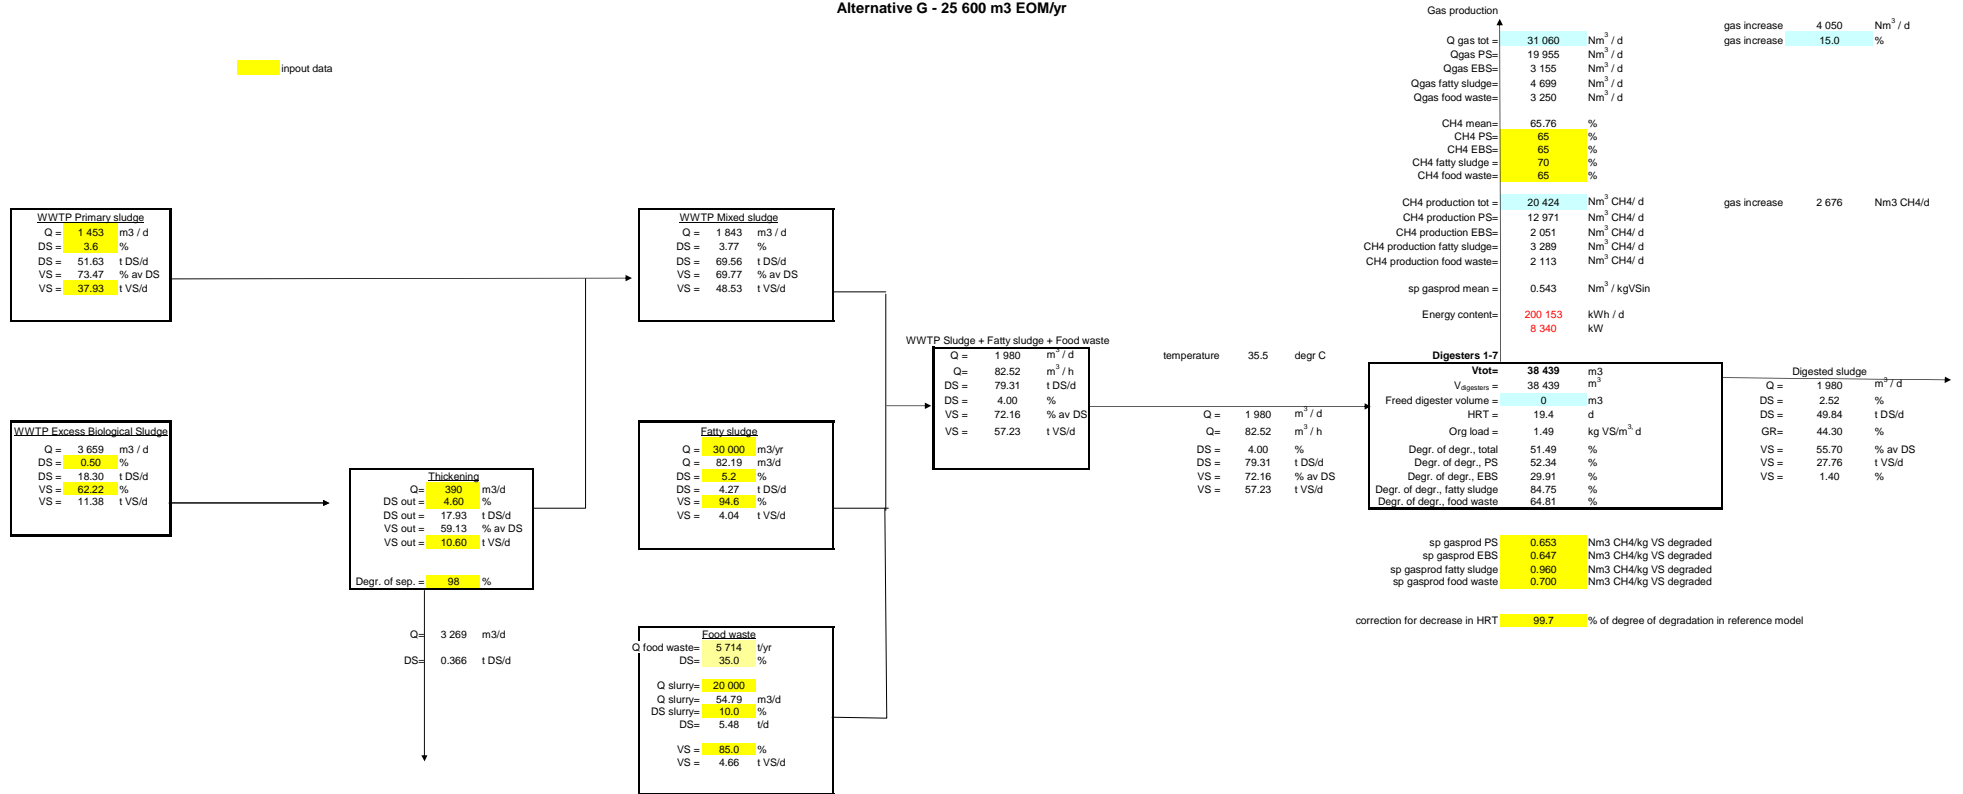 Alternative G - 25 600 m3 EOM/yr
inpout data
Gas production
Q gas tot = 31 060 Nm3 / d
Qgas PS= 19 955 Nm3 / d
Qgas EBS= 3 155 Nm3 / d
Qgas fatty sludge= 4 699 Nm3 / d
Qgas food waste= 3 250 Nm3 / d
CH4 mean= 65.76 %
CH4 PS= 65 %
CH4 EBS= 65 %
CH4 fatty sludge = 70 %
CH4 food waste= 65 %
CH4 production tot = 20 424 Nm3 CH4/ d
CH4 production PS= 12 971 Nm3 CH4/ d
CH4 production EBS= 2 051 Nm3 CH4/ d
CH4 production fatty sludge= 3 289 Nm3 CH4/ d
CH4 production food waste= 2 113 Nm3 CH4/ d
sp gasprod mean = 0.543 Nm3 / kgVSin
Energy content= 200 153 kWh / d
8 340 kW
gas increase 4 050 Nm3 / d
gas increase 15.0 %
gas increase 2 676 Nm3 CH4/d
WWTP Primary sludge
Q = 1 453 m3 / d
DS = 3.6 %
DS = 51.63 t DS/d
VS = 73.47 % av DS
VS = 37.93 t VS/d
WWTP Mixed sludge
Q = 1 843 m3 / d
DS = 3.77 %
DS = 69.56 t DS/d
VS = 69.77 % av DS
VS = 48.53 t VS/d
WWTP Excess Biological Sludge
Q = 3 659 m3 / d
DS = 0.50 %
DS = 18.30 t DS/d
VS = 62.22 %
VS = 11.38 t VS/d
Thickening
Q= 390 m3/d
DS out = 4.60 %
DS out = 17.93 t DS/d
VS out = 59.13 % av DS
VS out = 10.60 t VS/d
Degr. of sep. = 98 %
Q= 3 269 m3/d
DS= 0.366 t DS/d
Fatty sludge
Q = 30 000 m3/yr
Q = 82.19 m3/d
DS = 5.2 %
DS = 4.27 t DS/d
VS = 94.6 %
VS = 4.04 t VS/d
Food waste
Q food waste= 5 714 t/yr
DS= 35.0 %
Q slurry= 20 000
Q slurry= 54.79 m3/d
DS slurry= 10.0 %
DS= 5.48 t/d
VS = 85.0 %
VS = 4.66 t VS/d
WWTP Sludge + Fatty sludge + Food waste
Q = 1 980 m3 / d
Q= 82.52 m3 / h
DS = 79.31 t DS/d
DS = 4.00 %
VS = 72.16 % av DS
VS = 57.23 t VS/d
temperature 35.5 degr C
Q = 1 980 m3 / d
Q= 82.52 m3 / h
DS = 4.00 %
DS = 79.31 t DS/d
VS = 72.16 % av DS
VS = 57.23 t VS/d
Digesters 1-7
Vtot= 38 439 m3
Vdigesters = 38 439 m3
Freed digester volume = 0 m3
HRT = 19.4 d
Org load = 1.49 kg VS/m3, d
Degr. of degr., total 51.49 %
Degr. of degr., PS 52.34 %
Degr. of degr., EBS 29.91 %
Degr. of degr., fatty sludge 84.75 %
Degr. of degr., food waste 64.81 %
sp gasprod PS 0.653 Nm3 CH4/kg VS degraded
sp gasprod EBS 0.647 Nm3 CH4/kg VS degraded
sp gasprod fatty sludge 0.960 Nm3 CH4/kg VS degraded
sp gasprod food waste 0.700 Nm3 CH4/kg VS degraded
correction for decrease in HRT 99.7 % of degree of degradation in reference model
Digested sludge
Q = 1 980 m3 / d
DS = 2.52 %
DS = 49.84 t DS/d
GR= 44.30 %
VS = 55.70 % av DS
VS = 27.76 t VS/d
VS = 1.40 %